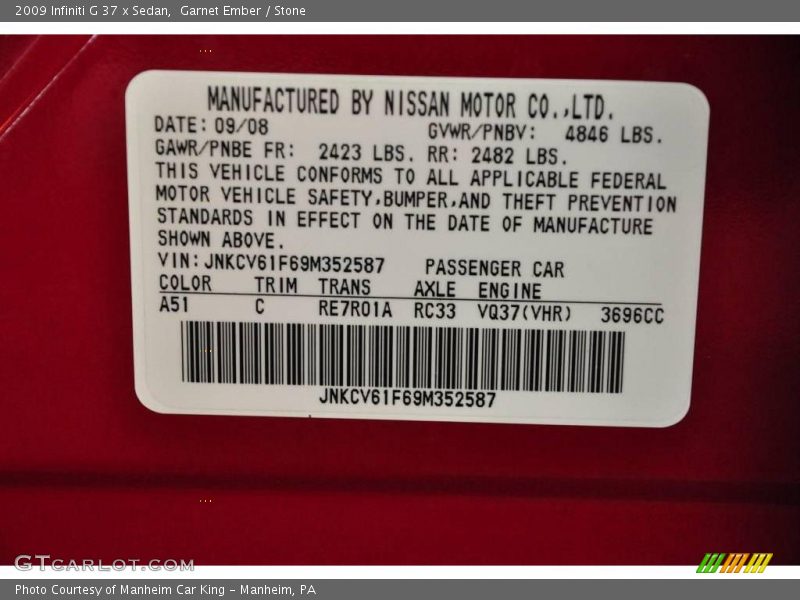 2009 Infiniti G 37 x Sedan,  Garnet Ember / Stone
MANUFACTURED BY NISSAN MOTOR CO.,LTD.
DATE: 09/08 GVWR/PNBV: 4846 LBS.
GAWR/PNBE FR: 2423 LBS. RR: 2482 LBS.
THIS VEHICLE CONFORMS TO ALL APPLICABLE FEDERAL
MOTOR VEHICLE SAFETY,BUMPER,AND THEFT PREVENTION
STANDARDS IN EFFECT ON THE DATE OF MANUFACTURE
SHOWN ABOVE.
VIN: JNKCV61F69M352587 PASSENGER CAR
COLOR TRIM TRANS AXLE ENGINE
A51 C RE7R01A RC33 VQ37(VHR) 3696CC
JNKCV61F69M352587
GTCARLOT.COM
Photo Courtesy of Manheim Car King - Manheim, PA